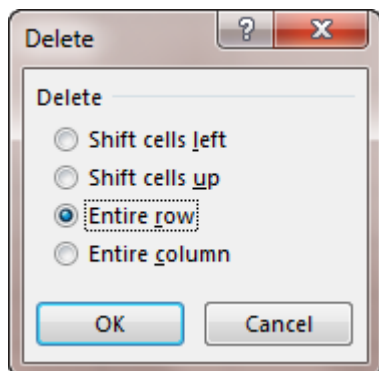 Delete
?
Delete
Shift cells left
Shift cells up
Entire row
Entire column
OK Cancel